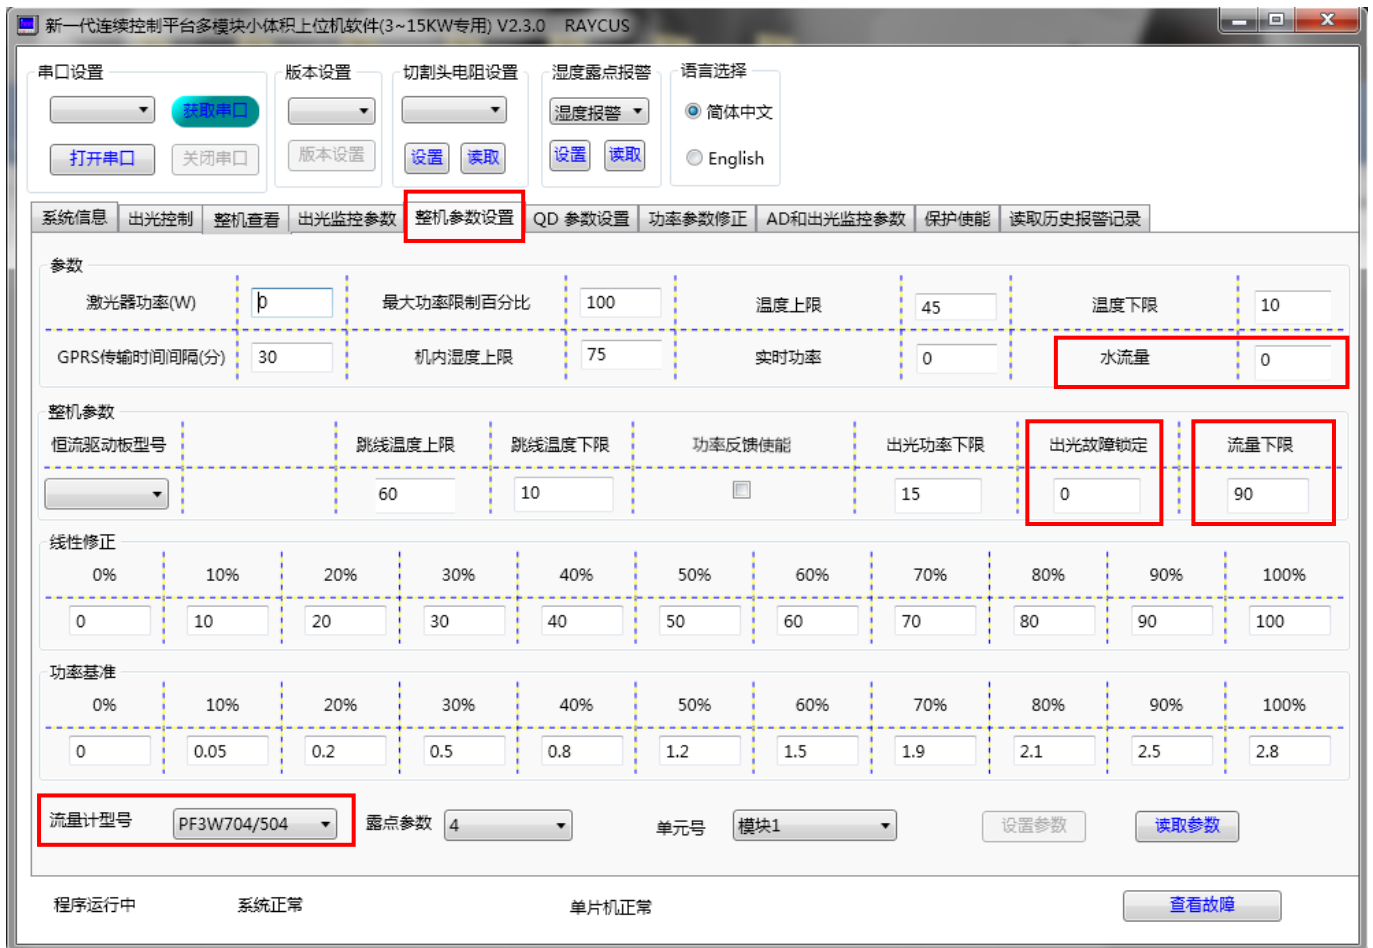 新一代连续控制平台多模块小体积上位机软件(3~15KW专用) V2.3.0 RAYCUS
串口设置 版本设置 切割头电阻设置 湿度露点报警 语言选择
获取串口 湿度报警 简体中文
打开串口 关闭串口 版本设置 设置 读取 设置 读取 English
系统信息 出光控制 整机查看 出光监控参数 整机参数设置 QD 参数设置 功率参数修正 AD和出光监控参数 保护使能 读取历史报警记录
参数
激光器功率(W) 0 最大功率限制百分比 100 温度上限 45 温度下限 10
GPRS传输时间间隔(分) 30 机内湿度上限 75 实时功率 0 水流量 0
整机参数
恒流驱动板型号 跳线温度上限 跳线温度下限 功率反馈使能 出光功率下限 出光故障锁定 流量下限
60 10 15 0 90
线性修正
0% 10% 20% 30% 40% 50% 60% 70% 80% 90% 100%
0 10 20 30 40 50 60 70 80 90 100
功率基准
0% 10% 20% 30% 40% 50% 60% 70% 80% 90% 100%
0 0.05 0.2 0.5 0.8 1.2 1.5 1.9 2.1 2.5 2.8
流量计型号 PF3W704/504 露点参数 4 单元号 模块1 设置参数 读取参数
程序运行中 系统正常 单片机正常 查看故障